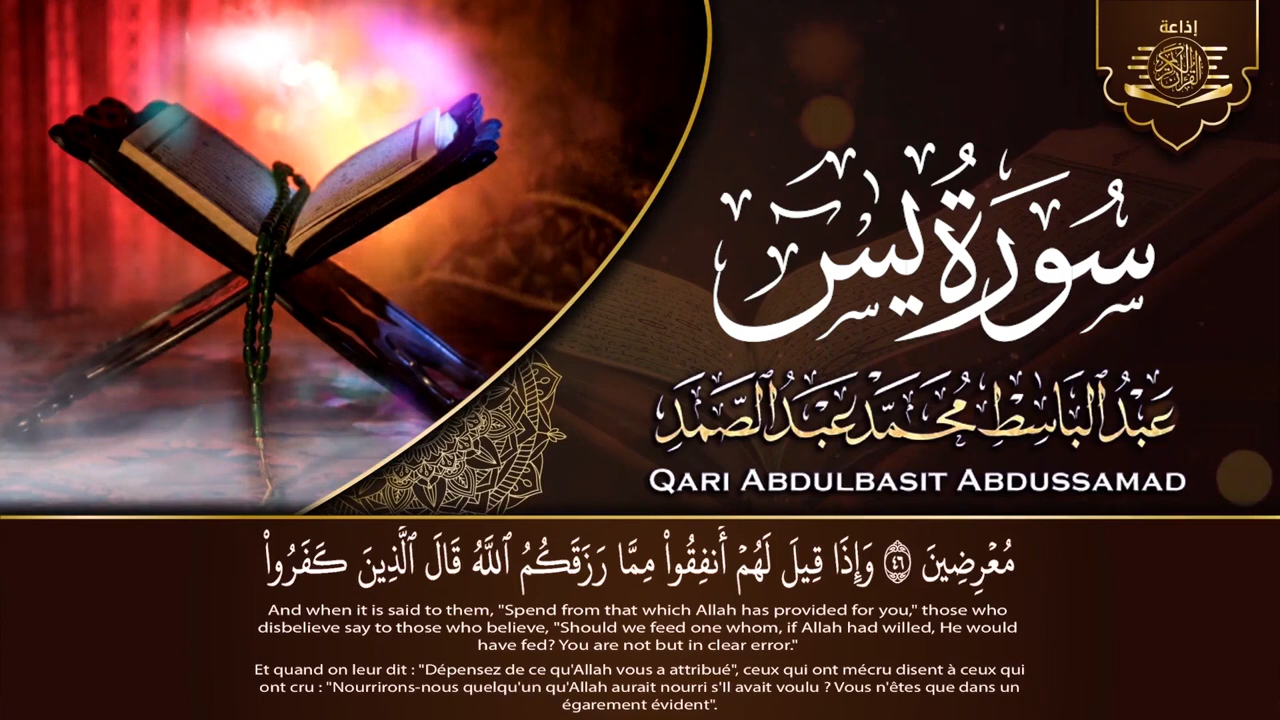 إذاعة
القرآن الكريم
سُورَةُ يسٓ
عَبْدُ الْبَاسِطِ مُحَمَّدْ عَبْدُ الصَّمَدِ
QARI ABDULBASIT ABDUSSAMAD
مُعْرِضِينَ ٤٦ وَإِذَا قِيلَ لَهُمْ أَنفِقُوا۟ مِمَّا رَزَقَكُمُ ٱللَّهُ قَالَ ٱلَّذِينَ كَفَرُوا۟
And when it is said to them, "Spend from that which Allah has provided for you," those who
disbelieve say to those who believe, "Should we feed one whom, if Allah had willed, He would
have fed? You are not but in clear error."
Et quand on leur dit : "Dépensez de ce qu'Allah vous a attribué", ceux qui ont mécru disent à ceux qui
ont cru : "Nourrirons-nous quelqu'un qu'Allah aurait nourri s'Il avait voulu ? Vous n'êtes que dans un
égarement évident".